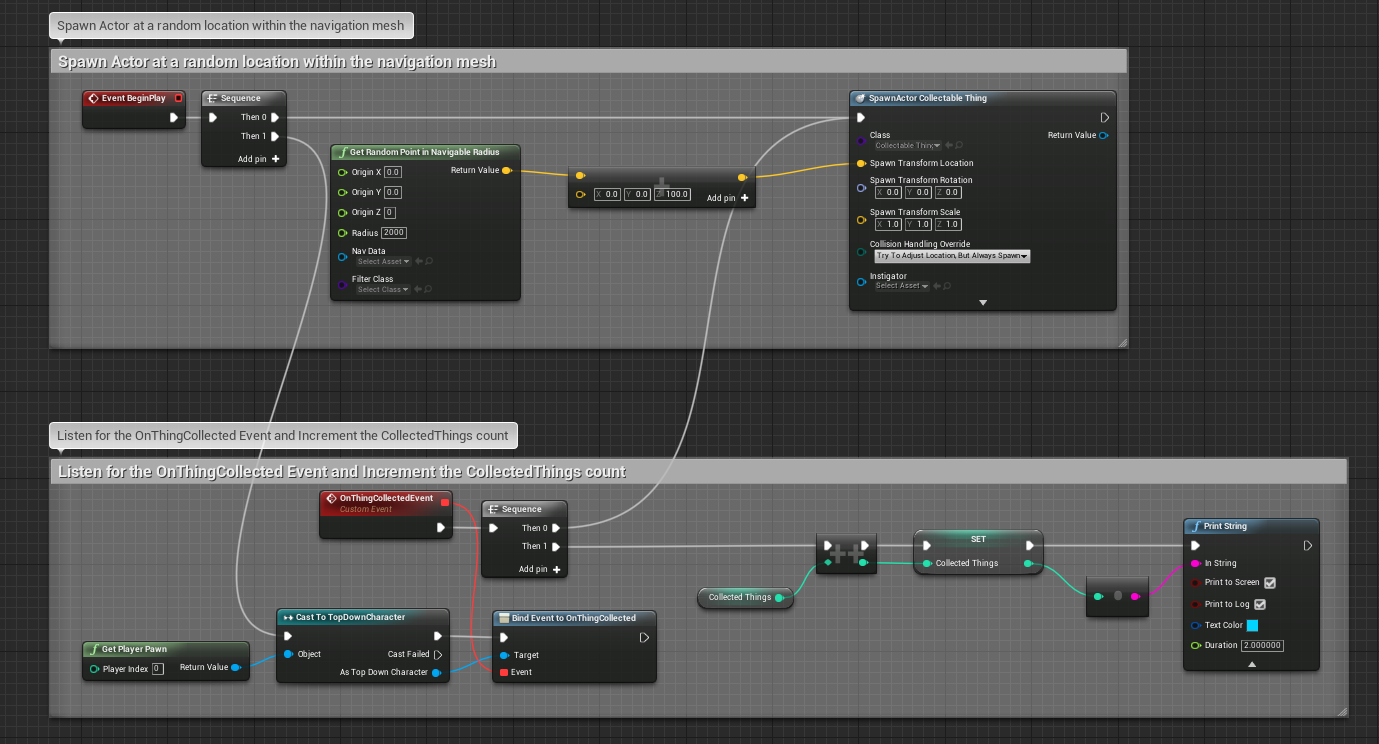 Spawn Actor at a random location within the navigation mesh
Spawn Actor at a random location within the navigation mesh
Event BeginPlay
Sequence
Then 0
Then 1
Add pin
Get Random Point in Navigable Radius
Origin X 0.0
Return Value
Origin Y 0.0
Origin Z 0
Radius 2000
Nav Data
Select Asset
Filter Class
Select Class
X 0.0 Y 0.0 Z 100.0
Add pin
SpawnActor Collectable Thing
Class
Collectable Thing
Return Value
Spawn Transform Location
Spawn Transform Rotation
X 0.0 Y 0.0 Z 0.0
Spawn Transform Scale
X 1.0 Y 1.0 Z 1.0
Collision Handling Override
Try To Adjust Location, But Always Spawn
Instigator
Select Asset
Listen for the OnThingCollected Event and Increment the CollectedThings count
Listen for the OnThingCollected Event and Increment the CollectedThings count
OnThingCollectedEvent
Custom Event
Sequence
Then 0
Then 1
Add pin
Collected Things
SET
Collected Things
Print String
In String
Print to Screen
Print to Log
Text Color
Duration 2.000000
Get Player Pawn
Player Index 0
Return Value
Cast To TopDownCharacter
Object
Cast Failed
As Top Down Character
Bind Event to OnThingCollected
Target
Event